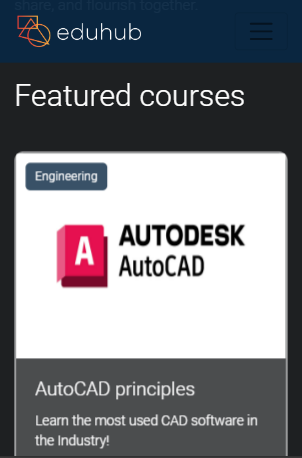 share, and flourish together.
eduhub
Featured courses
Engineering
A AUTODESK
AutoCAD
AutoCAD principles
Learn the most used CAD software in
the Industry!